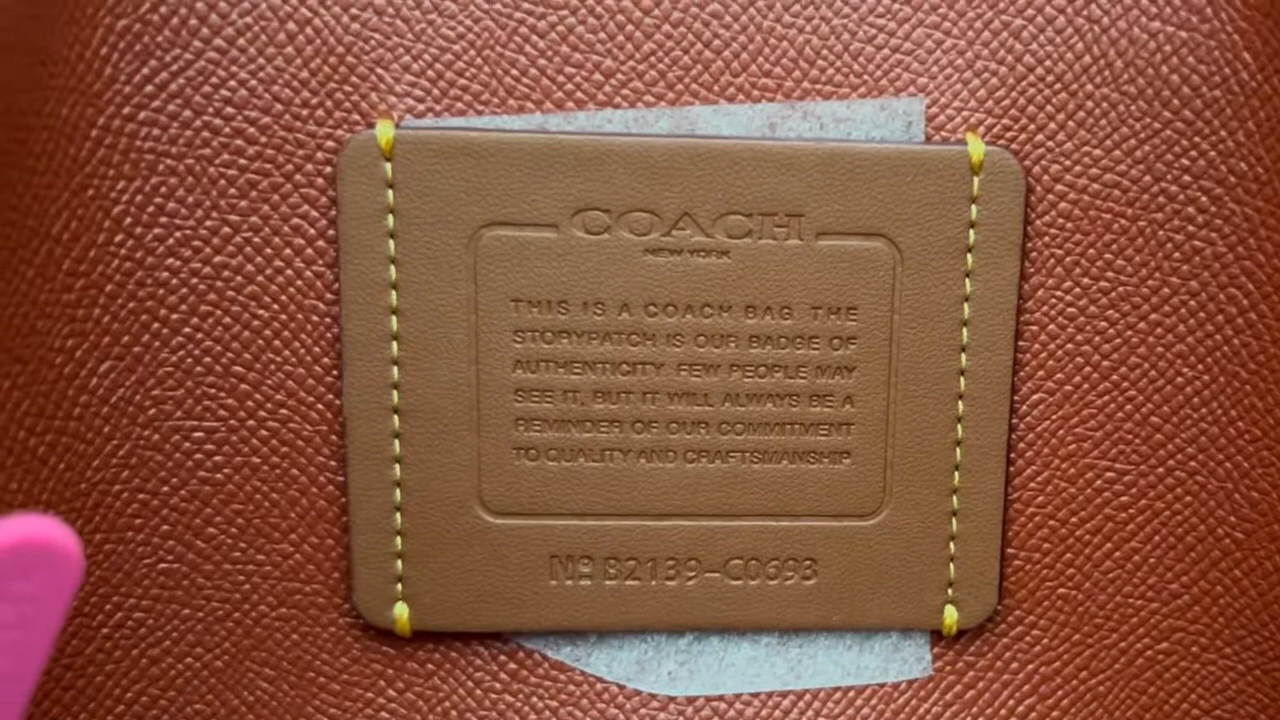 COACH
NEW YORK
THIS IS A COACH BAG. THE
STORYPATCH IS OUR BADGE OF
AUTHENTICITY. FEW PEOPLE MAY
SEE IT, BUT IT WILL ALWAYS BE A
REMINDER OF OUR COMMITMENT
TO QUALITY AND CRAFTSMANSHIP.
Nº B2139-C0693